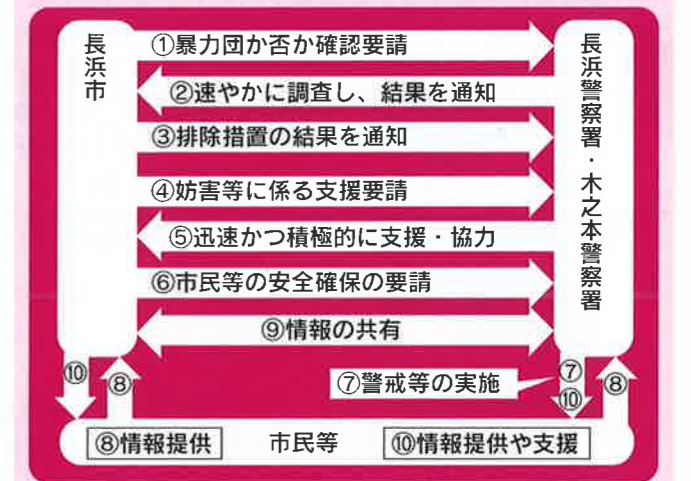 長浜市
①暴力団か否か確認要請
②速やかに調査し、結果を通知
③排除措置の結果を通知
④妨害等に係る支援要請
⑤迅速かつ積極的に支援・協力
⑥市民等の安全確保の要請
⑨情報の共有
長浜警察署・木之本警察署
⑩
⑧
⑦警戒等の実施
⑦
⑩
⑧
⑧情報提供
市民等
⑩情報提供や支援